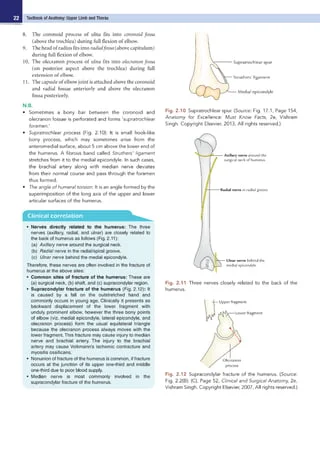 22 Textbook of Anatomy: Upper Limb and Thorax
8. The coronoid process of ulna fits into coronoid fossa
(above the trochlea) during full flexion of elbow.
9. The head of radius fits into radial fossa (above capitulum)
during full flexion of elbow.
10. The olecranon process of ulna fits into olecranon fossa
(on posterior aspect above the trochlea) during full
extension of elbow.
11. The capsule of elbow joint is attached above the coronoid
and radial fossae anteriorly and above the olecranon
fossa posteriorly.
N.B.
• Sometimes a bony bar between the coronoid and
olecranon fossae is perforated and forms 'supratrochlear
foramen.'
• Supratrochlear process (Fig. 2.10): It is small hook-like
bony process, which may sometimes arise from the
anteromedial surface, about 5 cm above the lower end of
the humerus. A fibrous band called Struthers' ligament
stretches from it to the medial epicondyle. In such cases,
the brachial artery along with median nerve deviates
from their normal course and pass through the foramen
thus formed.
• The angle of humeral torsion: It is an angle formed by the
superimposition of the long axis of the upper and lower
articular surfaces of the humerus.
Clinical correlation
• Nerves directly related to the humerus: The three
nerves (axillary, radial, and ulnar) are closely related to
the back of humerus as follows (Fig. 2.11):
(a) Axillary nerve around the surgical neck.
(b) Radial nerve in the radial/spiral groove.
(c) Ulnar nerve behind the medial epicondyle.
Therefore, these nerves are often involved in the fracture of
humerus at the above sites.
• Common sites of fracture of the humerus: These are
(a) surgical neck, (b) shaft, and (c) supracondylar region.
• Supracondylar fracture of the humerus (Fig. 2.12): It
is caused by a fall on the outstretched hand and
commonly occurs in young age. Clinically it presents as
backward displacement of the lower fragment with
unduly prominent elbow, however the three bony points
of elbow (viz. medial epicondyle, lateral epicondyle, and
olecranon process) form the usual equilateral triangle
because the olecranon process always moves with the
lower fragment. This fracture may cause injury to median
nerve and brachial artery. The injury to the brachial
artery may cause Volkmann's ischemic contracture and
myositis ossificans.
• Nonunion of fracture of the humerus is common, if fracture
occurs at the junction of its upper one-third and middle
one-third due to poor blood supply.
• Median nerve is most commonly involved in the
supracondylar fracture of the humerus.
Supratrochlear spur
Struthers' ligament
Medial epicondyle
Fig. 2.10 Supratrochlear spur (Source: Fig. 17.1, Page 154,
Anatomy for Excellence: Must Know Facts, 2e, Vishram
Singh. Copyright Elsevier 2013, All rights reserved.)
Axillary nerve around the
surgical neck of humerus
Radial nerve in radial groove
Ulnar nerve behind the
medial epicondyle
Fig. 2.11 Three nerves closely related to the back of the
humerus.
Upper fragment
Lower fragment
Olecranon
process
Fig. 2.12 Supracondylar fracture of the humerus. (Source:
Fig. 2.2(B), (C), Page 52, Clinical and Surgical Anatomy, 2e,
Vishram Singh. Copyright Elsevier, 2007, All rights reserved.)